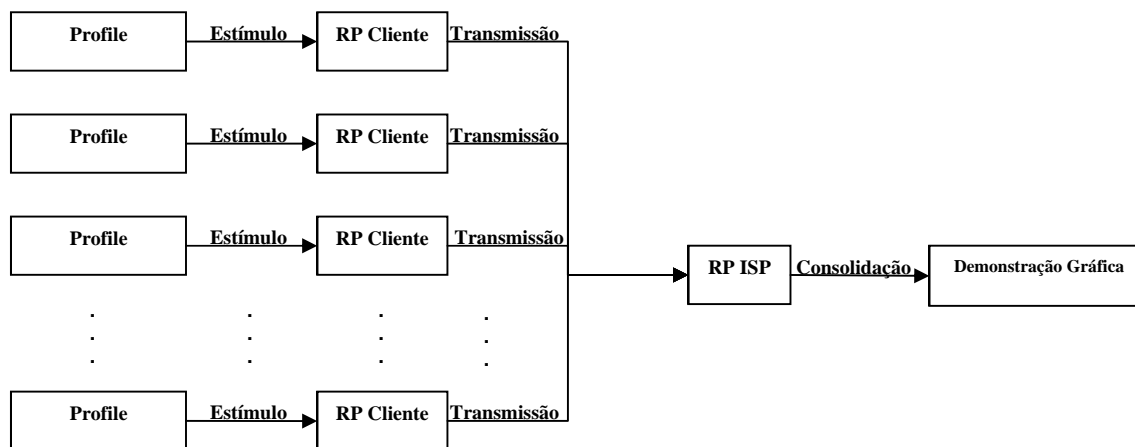 Profile Estímulo RP Cliente Transmissão
Profile Estímulo RP Cliente Transmissão
Profile Estímulo RP Cliente Transmissão
RP ISP Consolidação Demonstração Gráfica
. . . .
. . . .
. . . .
Profile Estímulo RP Cliente Transmissão